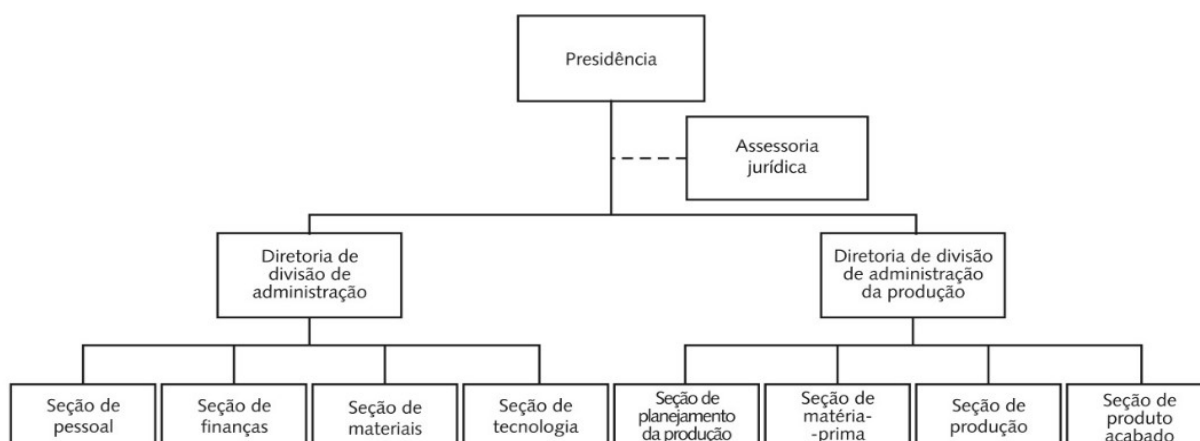 Presidência
Assessoria
jurídica
Diretoria de
divisão de
administração
Diretoria de divisão
de administração
da produção
Seção de
pessoal
Seção de
finanças
Seção de
materiais
Seção de
tecnologia
Seção de
planejamento
da produção
Seção de
matéria-
-prima
Seção de
produção
Seção de
produto
acabado